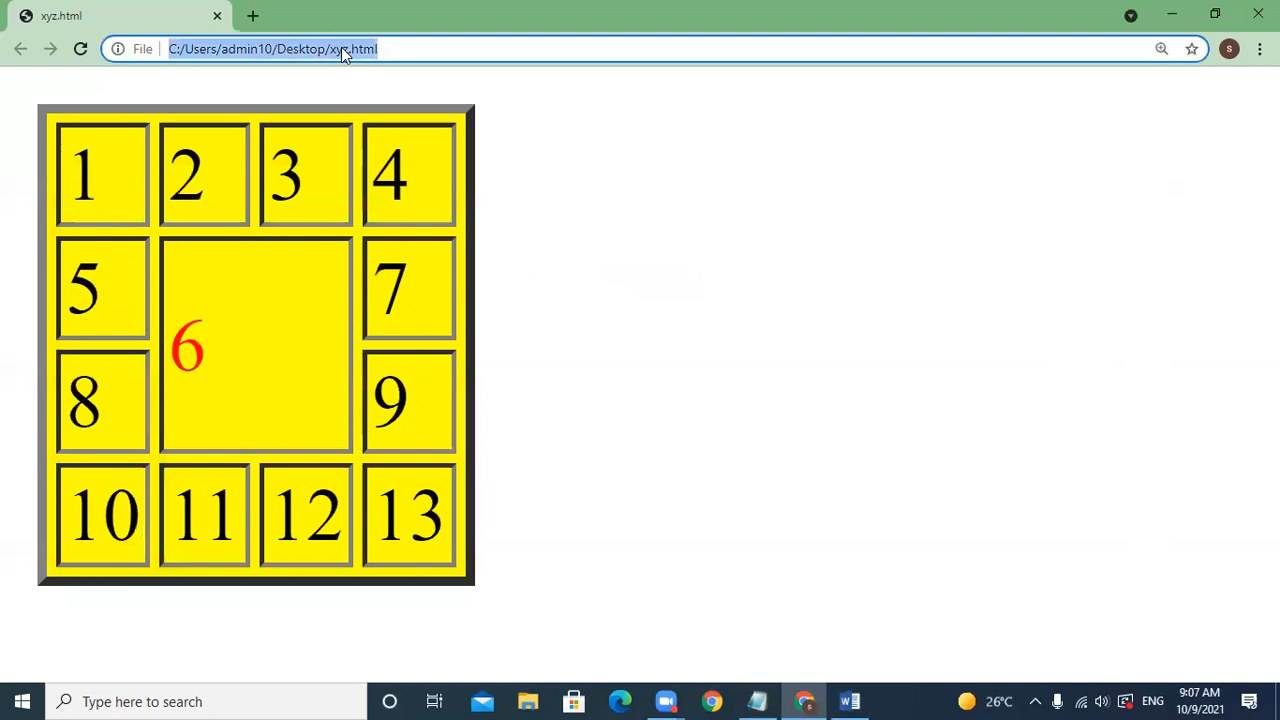 xyz.html
File C:/Users/admin10/Desktop/xyz.html
S
1 2 3 4
5 6 7
8 9
10 11 12 13
Type here to search
S
W
26°C
ENG
9:07 AM
10/9/2021